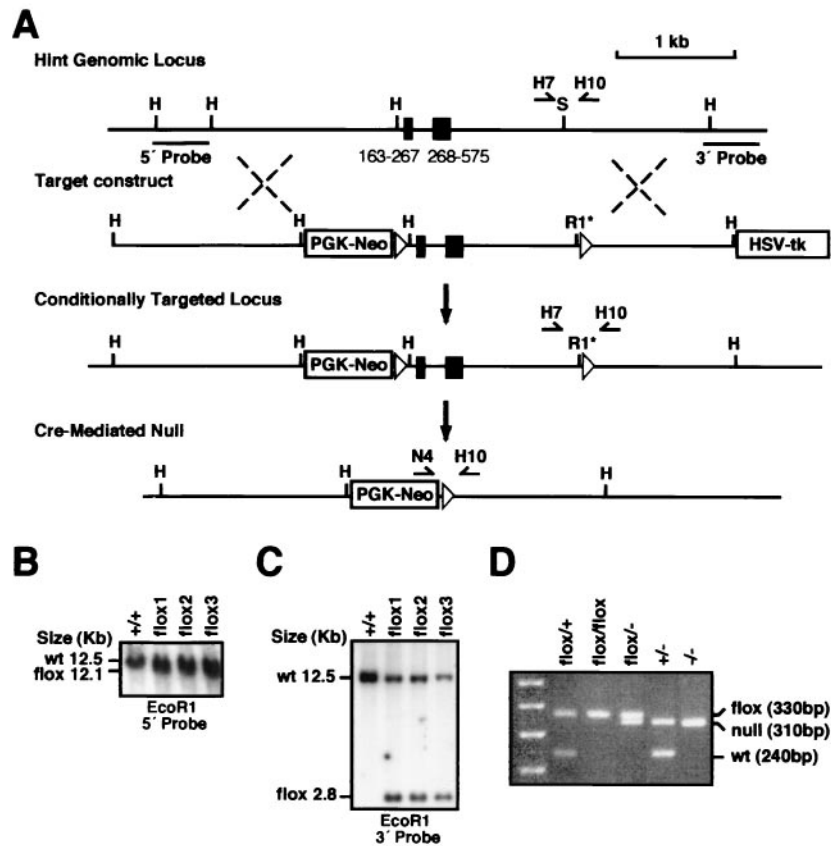 A
Hint Genomic Locus
1 kb
H7 H10
H H H S H
5´ Probe 163-267 268-575 3´ Probe
Target construct
H H H R1* H
PGK-Neo HSV-tk
Conditionally Targeted Locus
H7 H10
H H H R1* H
PGK-Neo
Cre-Mediated Null
N4 H10
H H H
PGK-Neo
B
+/+ flox1 flox2 flox3
Size (Kb)
wt 12.5
flox 12.1
EcoR1
5´ Probe
C
+/+ flox1 flox2 flox3
Size (Kb)
wt 12.5
flox 2.8
EcoR1
3´ Probe
D
flox/+ flox/flox flox/- +/- -/-
flox (330bp)
null (310bp)
wt (240bp)